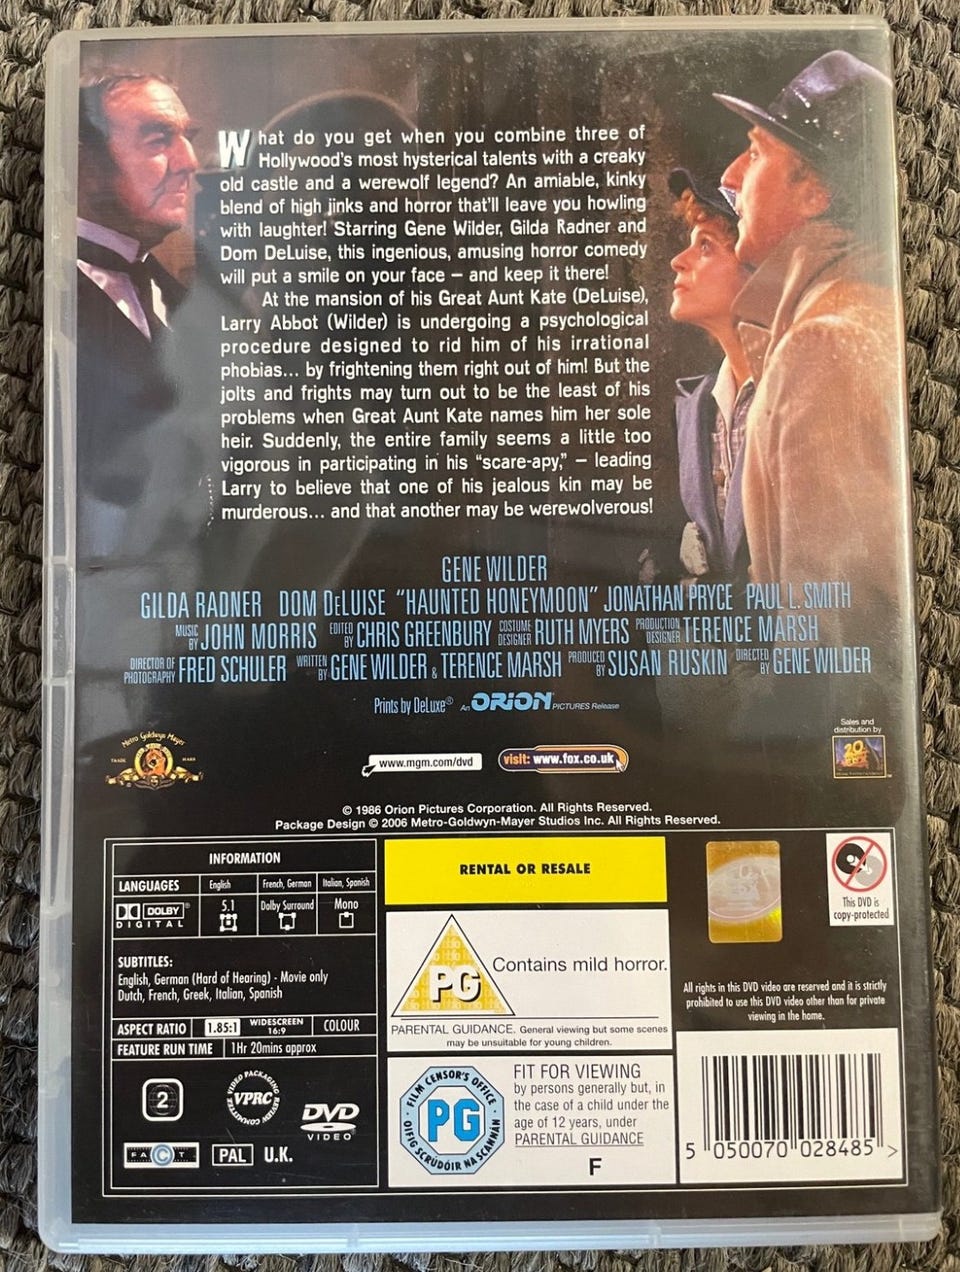 What do you get when you combine three of
Hollywood's most hysterical talents with a creaky
old castle and a werewolf legend? An amiable, kinky
blend of high jinks and horror that'll leave you howling
with laughter! Starring Gene Wilder, Gilda Radner and
Dom DeLuise, this ingenious, amusing horror comedy
will put a smile on your face – and keep it there!
At the mansion of his Great Aunt Kate (DeLuise),
Larry Abbot (Wilder) is undergoing a psychological
procedure designed to rid him of his irrational
phobias... by frightening them right out of him! But the
jolts and frights may turn out to be the least of his
problems when Great Aunt Kate names him her sole
heir. Suddenly, the entire family seems a little too
vigorous in participating in his “scare-apy,” – leading
Larry to believe that one of his jealous kin may be
murderous... and that another may be werewolverous!
GENE WILDER
GILDA RADNER DOM DeLUISE “HAUNTED HONEYMOON” JONATHAN PRYCE PAUL L. SMITH
MUSIC BY JOHN MORRIS EDITED BY CHRIS GREENBURY COSTUME DESIGNER RUTH MYERS PRODUCTION DESIGNER TERENCE MARSH
DIRECTOR OF PHOTOGRAPHY FRED SCHULER WRITTEN BY GENE WILDER & TERENCE MARSH PRODUCED BY SUSAN RUSKIN DIRECTED BY GENE WILDER
Prints by DeLuxe® An ORION PICTURES Release
Metro Goldwyn Mayer
TRADE MARK
www.mgm.com/dvd
visit: www.fox.co.uk
Sales and
distribution by
20
FOX
© 1986 Orion Pictures Corporation. All Rights Reserved.
Package Design © 2006 Metro-Goldwyn-Mayer Studios Inc. All Rights Reserved.
INFORMATION
LANGUAGES English French, German Italian, Spanish
DOLBY® DIGITAL 5.1 Dolby Surround Mono
SUBTITLES:
English, German (Hard of Hearing) - Movie only
Dutch, French, Greek, Italian, Spanish
ASPECT RATIO 1.85:1 WIDESCREEN 16:9 COLOUR
FEATURE RUN TIME 1Hr 20mins approx
2
VIDEO PACKAGING REVIEW COMMITTEE
VPRC
DVD
VIDEO
FACT
PAL U.K.
RENTAL OR RESALE
PG Contains mild horror.
PARENTAL GUIDANCE. General viewing but some scenes
may be unsuitable for young children.
FILM CENSOR'S OFFICE
PG
OIFIG SCRÚDÓIR NA SCANNÁN
FIT FOR VIEWING
by persons generally but, in
the case of a child under the
age of 12 years, under
PARENTAL GUIDANCE
F
This DVD is
copy-protected
All rights in this DVD video are reserved and it is strictly
prohibited to use this DVD video other than for private
viewing in the home.
5 050070 028485 >